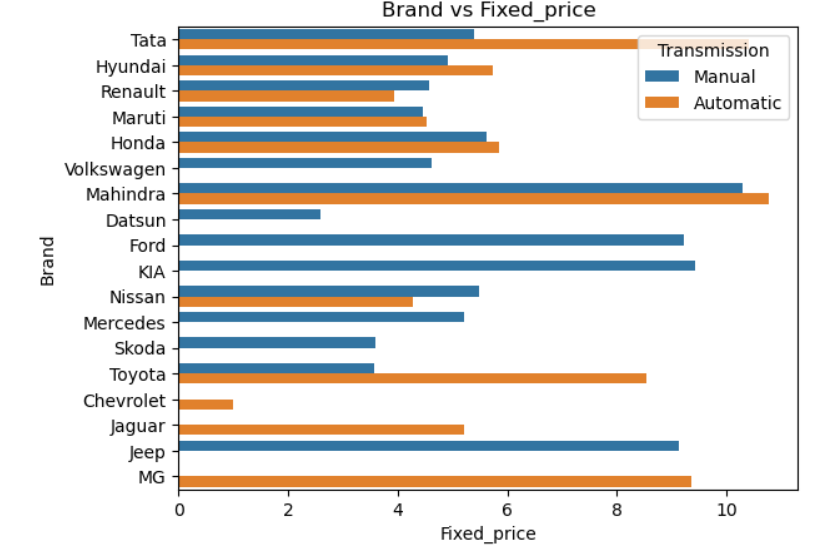 Brand vs Fixed_price
Transmission
Manual
Automatic
Tata
Hyundai
Renault
Maruti
Honda
Volkswagen
Mahindra
Datsun
Ford
KIA
Nissan
Mercedes
Skoda
Toyota
Chevrolet
Jaguar
Jeep
MG
Brand
0 2 4 6 8 10
Fixed_price